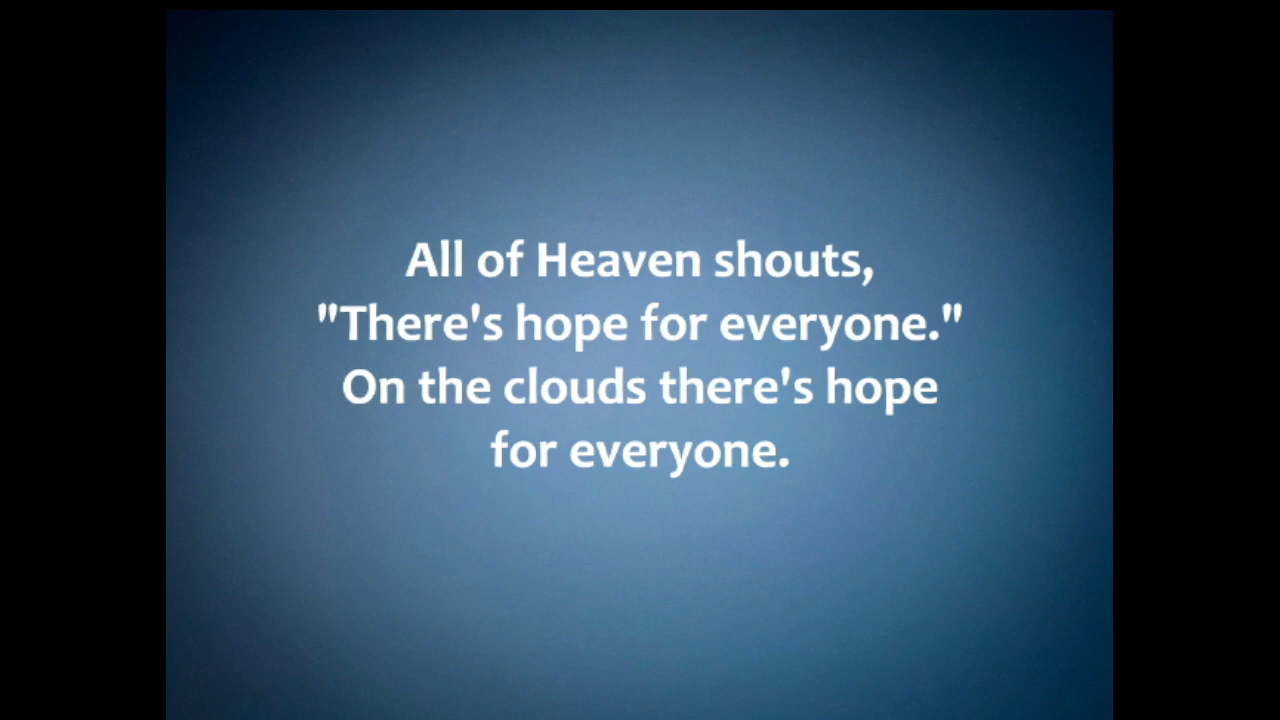 All of Heaven shouts,
"There's hope for everyone."
On the clouds there's hope
for everyone.